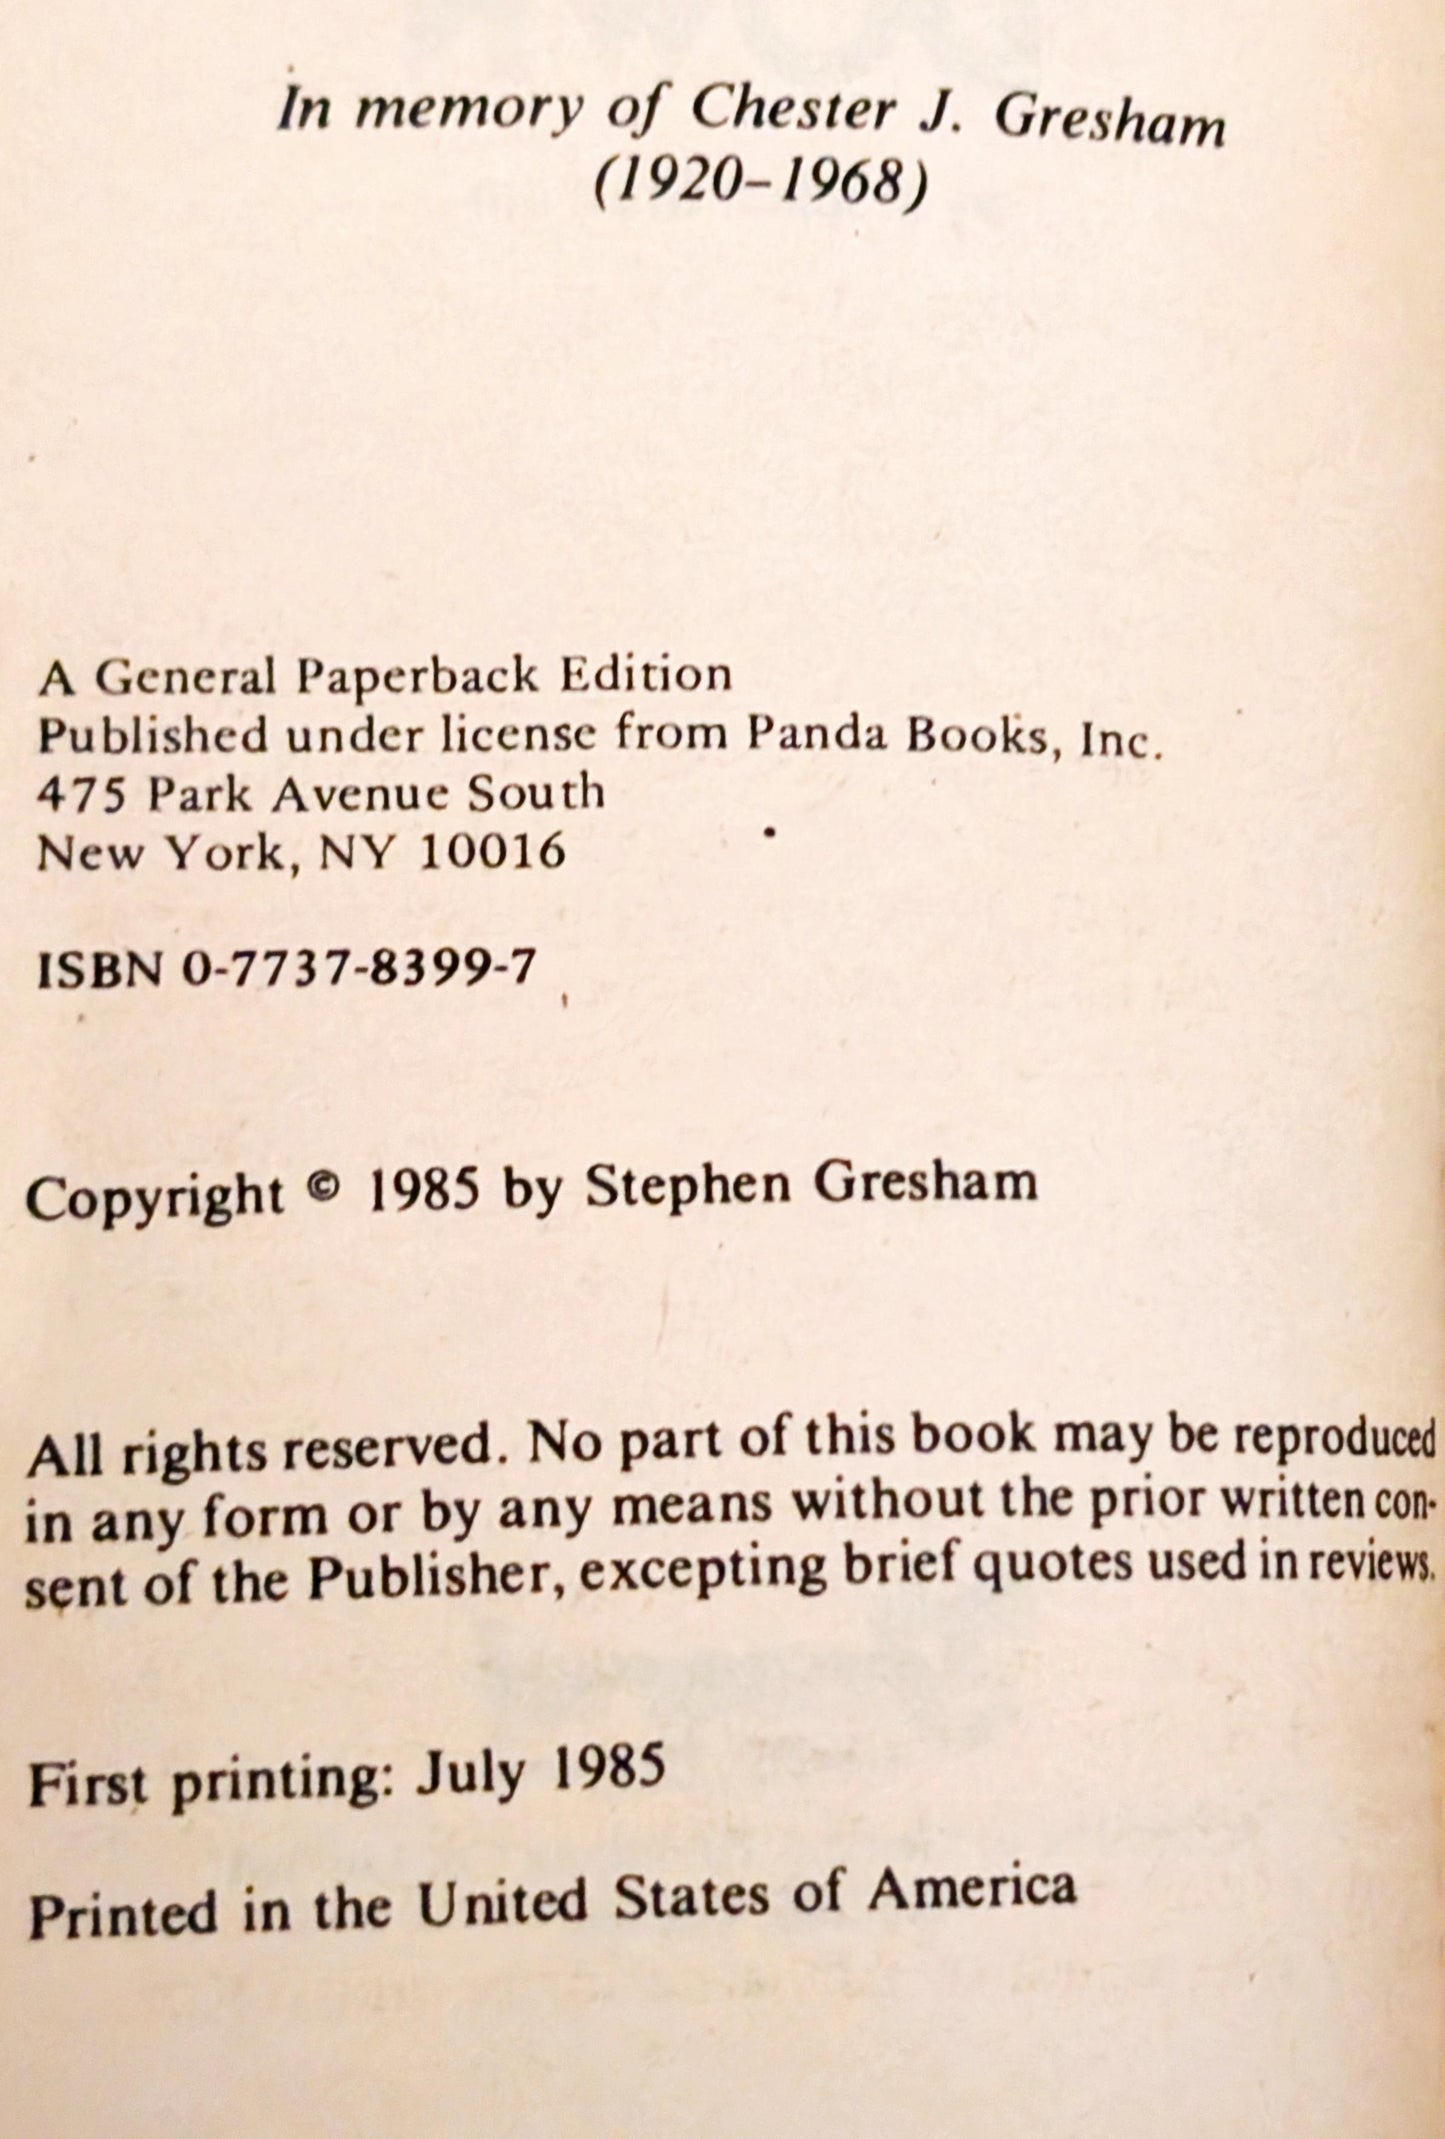 In memory of Chester J. Gresham
(1920–1968)
A General Paperback Edition
Published under license from Panda Books, Inc.
475 Park Avenue South
New York, NY 10016
ISBN 0-7737-8399-7
Copyright © 1985 by Stephen Gresham
All rights reserved. No part of this book may be reproduced
in any form or by any means without the prior written con-
sent of the Publisher, excepting brief quotes used in reviews.
First printing: July 1985
Printed in the United States of America